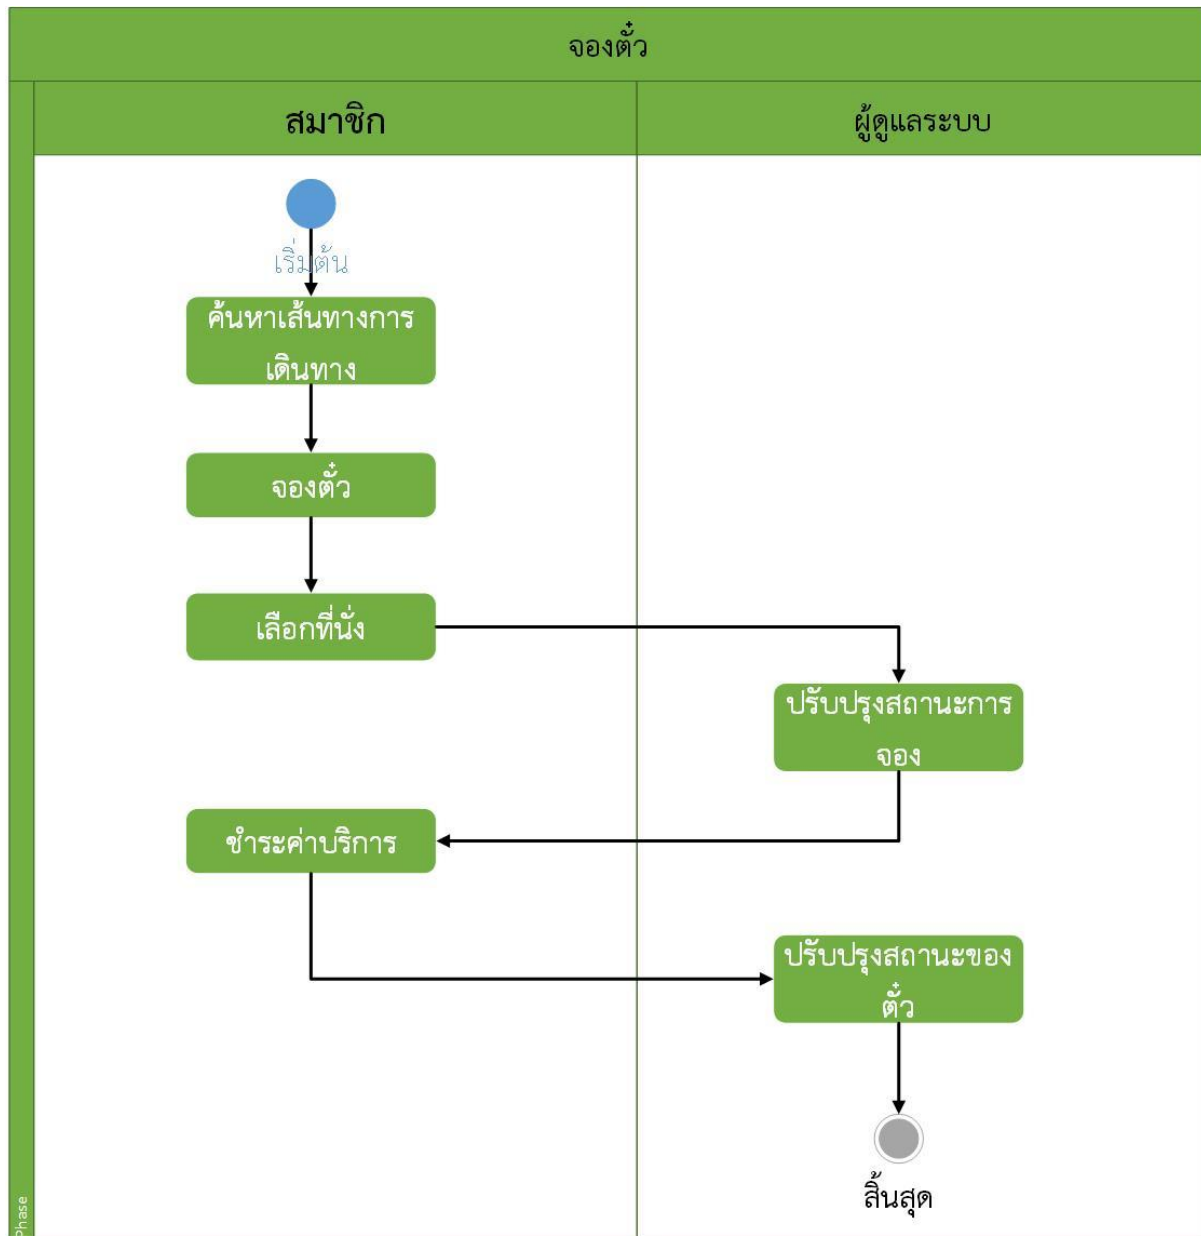 จองตั๋ว
สมาชิก
ผู้ดูแลระบบ
เริ่มต้น
ค้นหาเส้นทางการ
เดินทาง
จองตั๋ว
เลือกที่นั่ง
ปรับปรุงสถานะการ
จอง
ชำระค่าบริการ
ปรับปรุงสถานะของ
ตั๋ว
สิ้นสุด
Phase